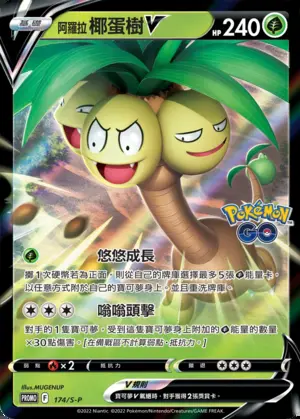 基礎
阿羅拉 椰蛋樹V HP 240
Pokémon GO
悠悠成長
擲1次硬幣若為正面,則從自己的牌庫選擇最多5張能量卡,
以任意方式附於自己的寶可夢身上。並且重洗牌庫。
嗡嗡頭擊
對手的1隻寶可夢,受到這隻寶可夢身上附加的能量的數量
×30點傷害。[在備戰區不計算弱點、抵抗力。]
弱點 ×2 抵抗力 撤退
Illus.MUGENUP
PROMO F 174/S-P
V規則
寶可夢V氣絕時,對手獲得2張獎賞卡。
©2022 Niantic ©2022 Pokémon/Nintendo/Creatures/GAME FREAK